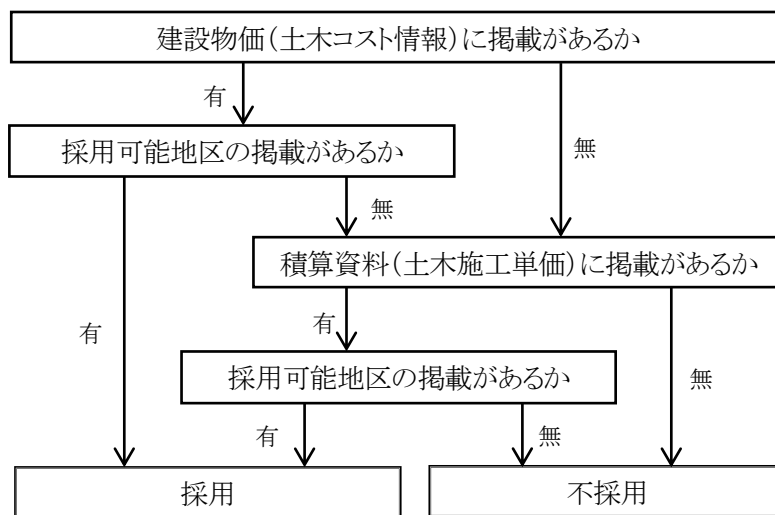 建設物価（土木コスト情報）に掲載があるか
有
採用可能地区の掲載があるか
無
無
積算資料（土木施工単価）に掲載があるか
有
有
採用可能地区の掲載があるか
無
有
無
採用
不採用